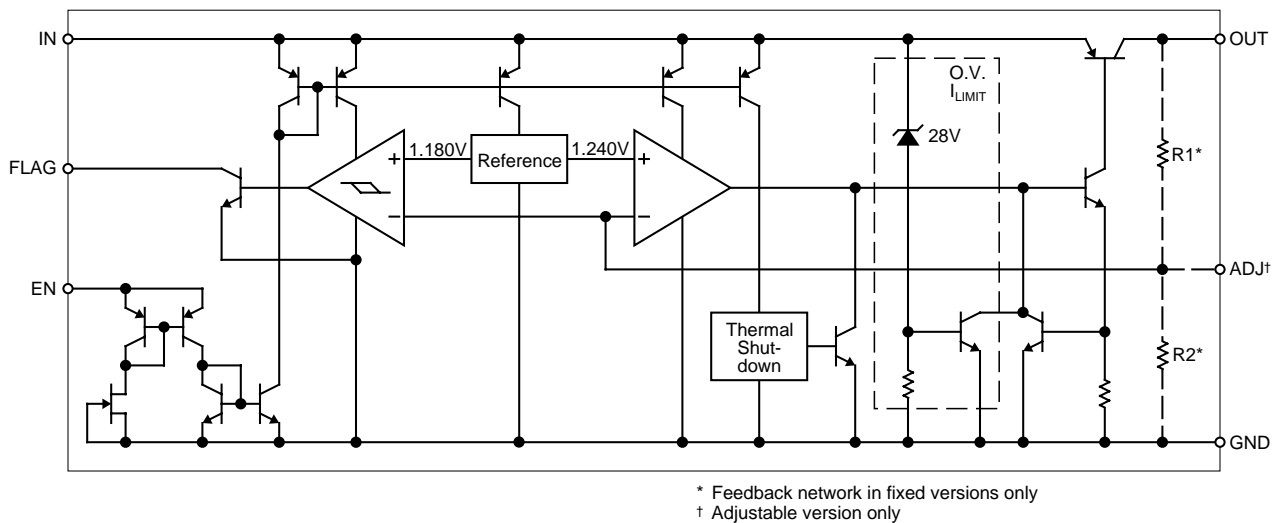 IN
OUT
O.V.
I_LIMIT
28V
R1*
1.180V
Reference
1.240V
FLAG
+
+
−
−
ADJ†
EN
Thermal
Shut-
down
R2*
GND
* Feedback network in fixed versions only
† Adjustable version only